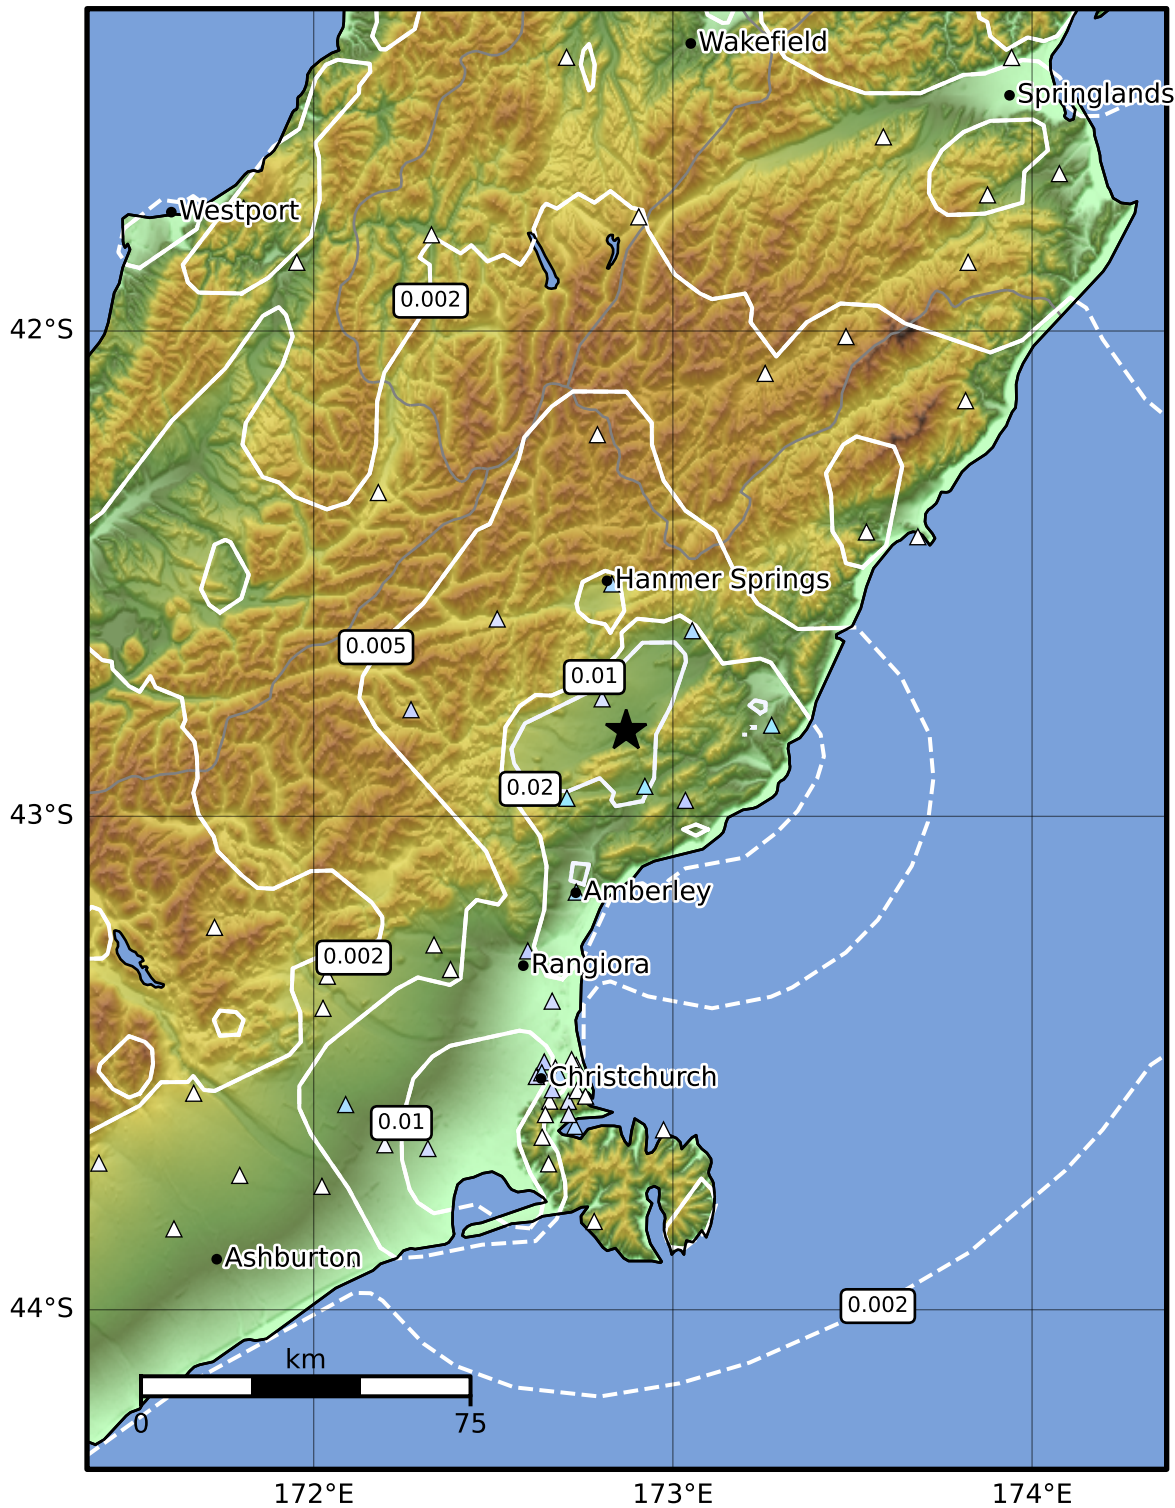 Wakefield
Springlands
Westport
0.002
42°S
Hanmer Springs
0.005
0.01
0.02
43°S
Amberley
0.002
Rangiora
Christchurch
0.01
Ashburton
44°S
0.002
km
0
75
172°E
173°E
174°E